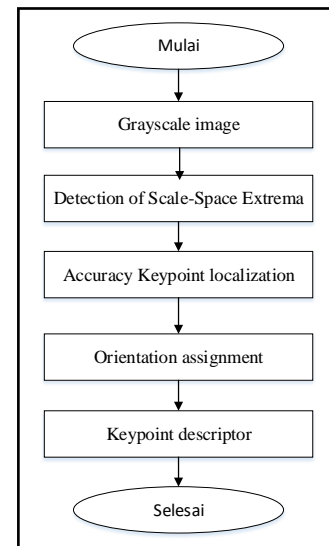 Mulai
Grayscale image
Detection of Scale-Space Extrema
Accuracy Keypoint localization
Orientation assignment
Keypoint descriptor
Selesai